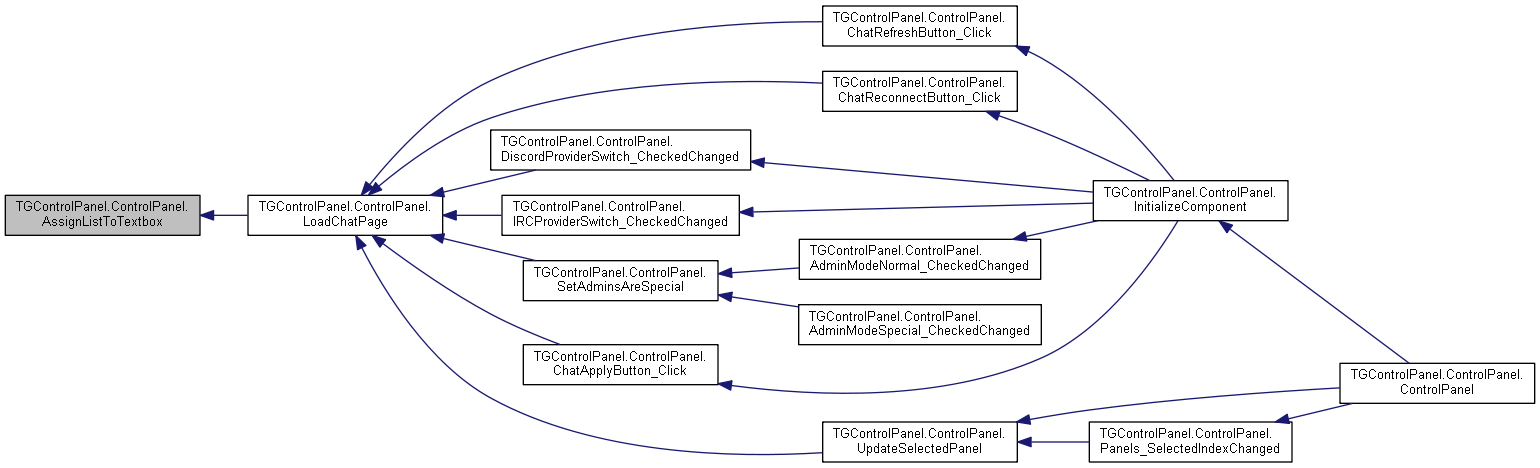 TGControlPanel.ControlPanel.
ChatRefreshButton_Click
TGControlPanel.ControlPanel.
ChatReconnectButton_Click
TGControlPanel.ControlPanel.
DiscordProviderSwitch_CheckedChanged
TGControlPanel.ControlPanel.
AssignListToTextbox
TGControlPanel.ControlPanel.
LoadChatPage
TGControlPanel.ControlPanel.
IRCProviderSwitch_CheckedChanged
TGControlPanel.ControlPanel.
InitializeComponent
TGControlPanel.ControlPanel.
SetAdminsAreSpecial
TGControlPanel.ControlPanel.
AdminModeNormal_CheckedChanged
TGControlPanel.ControlPanel.
AdminModeSpecial_CheckedChanged
TGControlPanel.ControlPanel.
ChatApplyButton_Click
TGControlPanel.ControlPanel.
ControlPanel
TGControlPanel.ControlPanel.
UpdateSelectedPanel
TGControlPanel.ControlPanel.
Panels_SelectedIndexChanged